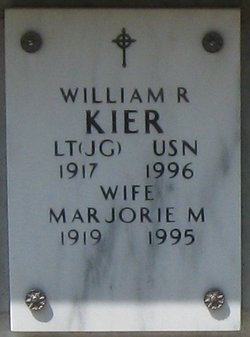 WILLIAM R
KIER
LT(JG) USN
1917 1996
WIFE
MARJORIE M
1919 1995